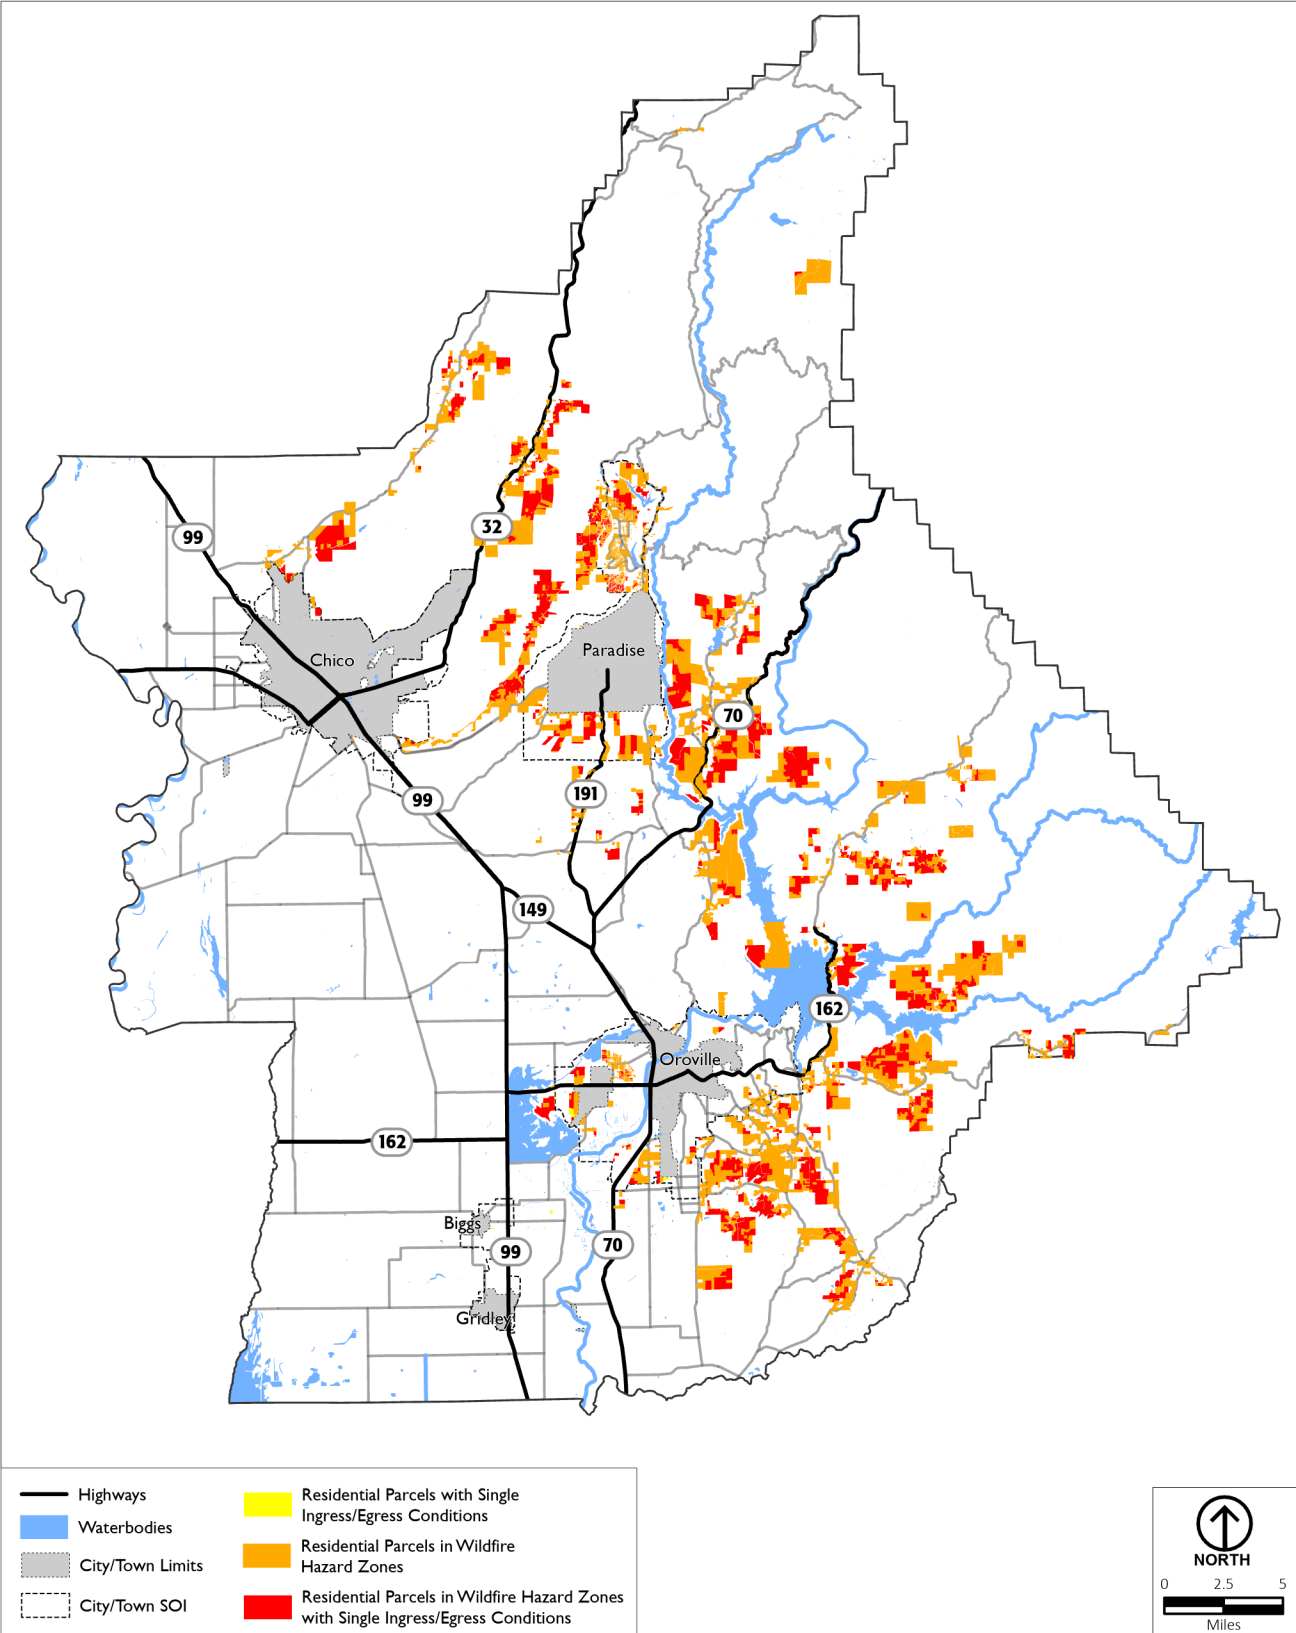 99
32
Chico
Paradise
70
191
99
149
162
Oroville
162
Biggs
99
70
Gridley
Highways
Waterbodies
City/Town Limits
City/Town SOI
Residential Parcels with Single
Ingress/Egress Conditions
Residential Parcels in Wildfire
Hazard Zones
Residential Parcels in Wildfire Hazard Zones
with Single Ingress/Egress Conditions
NORTH
0 2.5 5
Miles